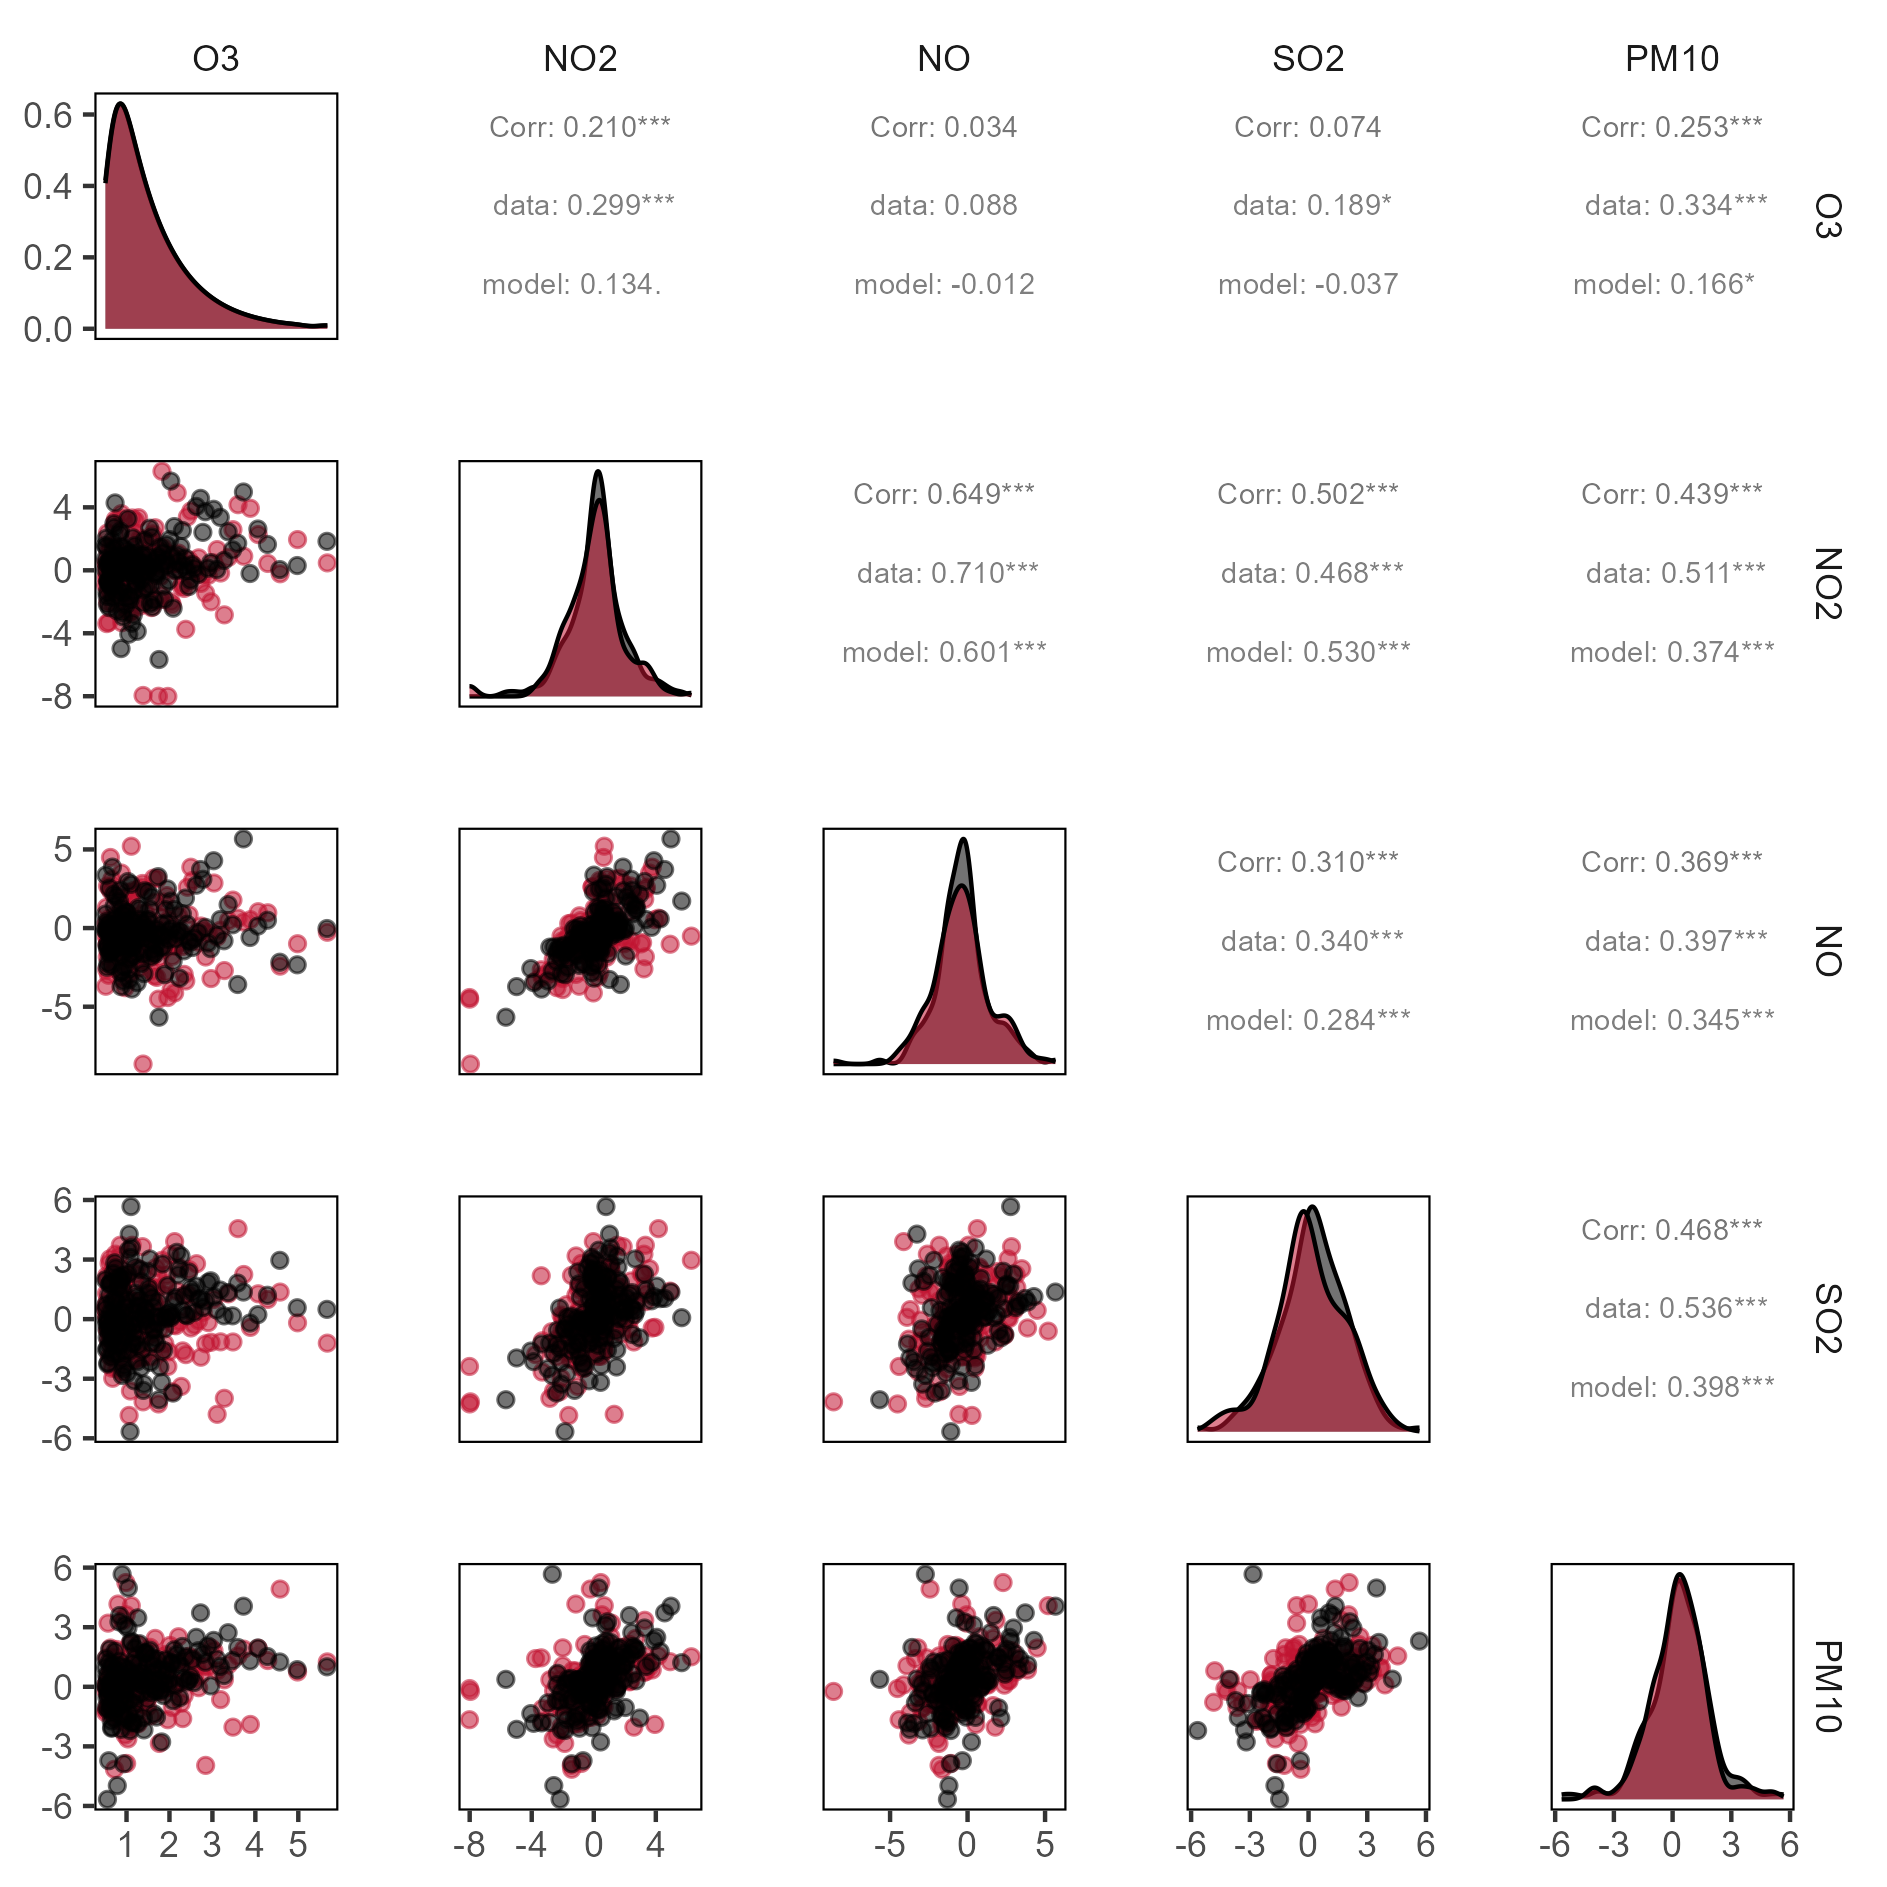 O3 NO2 NO SO2 PM10
0.6
0.4
0.2
0.0
Corr: 0.210*** Corr: 0.034 Corr: 0.074 Corr: 0.253***
data: 0.299*** data: 0.088 data: 0.189* data: 0.334***
model: 0.134. model: -0.012 model: -0.037 model: 0.166*
O3
4
0
-4
-8
Corr: 0.649*** Corr: 0.502*** Corr: 0.439***
data: 0.710*** data: 0.468*** data: 0.511***
model: 0.601*** model: 0.530*** model: 0.374***
NO2
5
0
-5
Corr: 0.310*** Corr: 0.369***
data: 0.340*** data: 0.397***
model: 0.284*** model: 0.345***
NO
6
3
0
-3
-6
Corr: 0.468***
data: 0.536***
model: 0.398***
SO2
6
3
0
-3
-6
PM10
1 2 3 4 5 -8 -4 0 4 -5 0 5 -6 -3 0 3 6 -6 -3 0 3 6